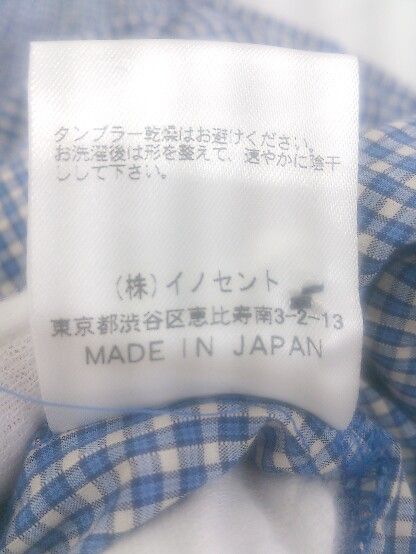 タンブラー乾燥はお避けください。
お洗濯後は形を整えて、速やかに陰干
しして下さい。
(株)イノセント
東京都渋谷区恵比寿南3-2-13
MADE IN JAPAN